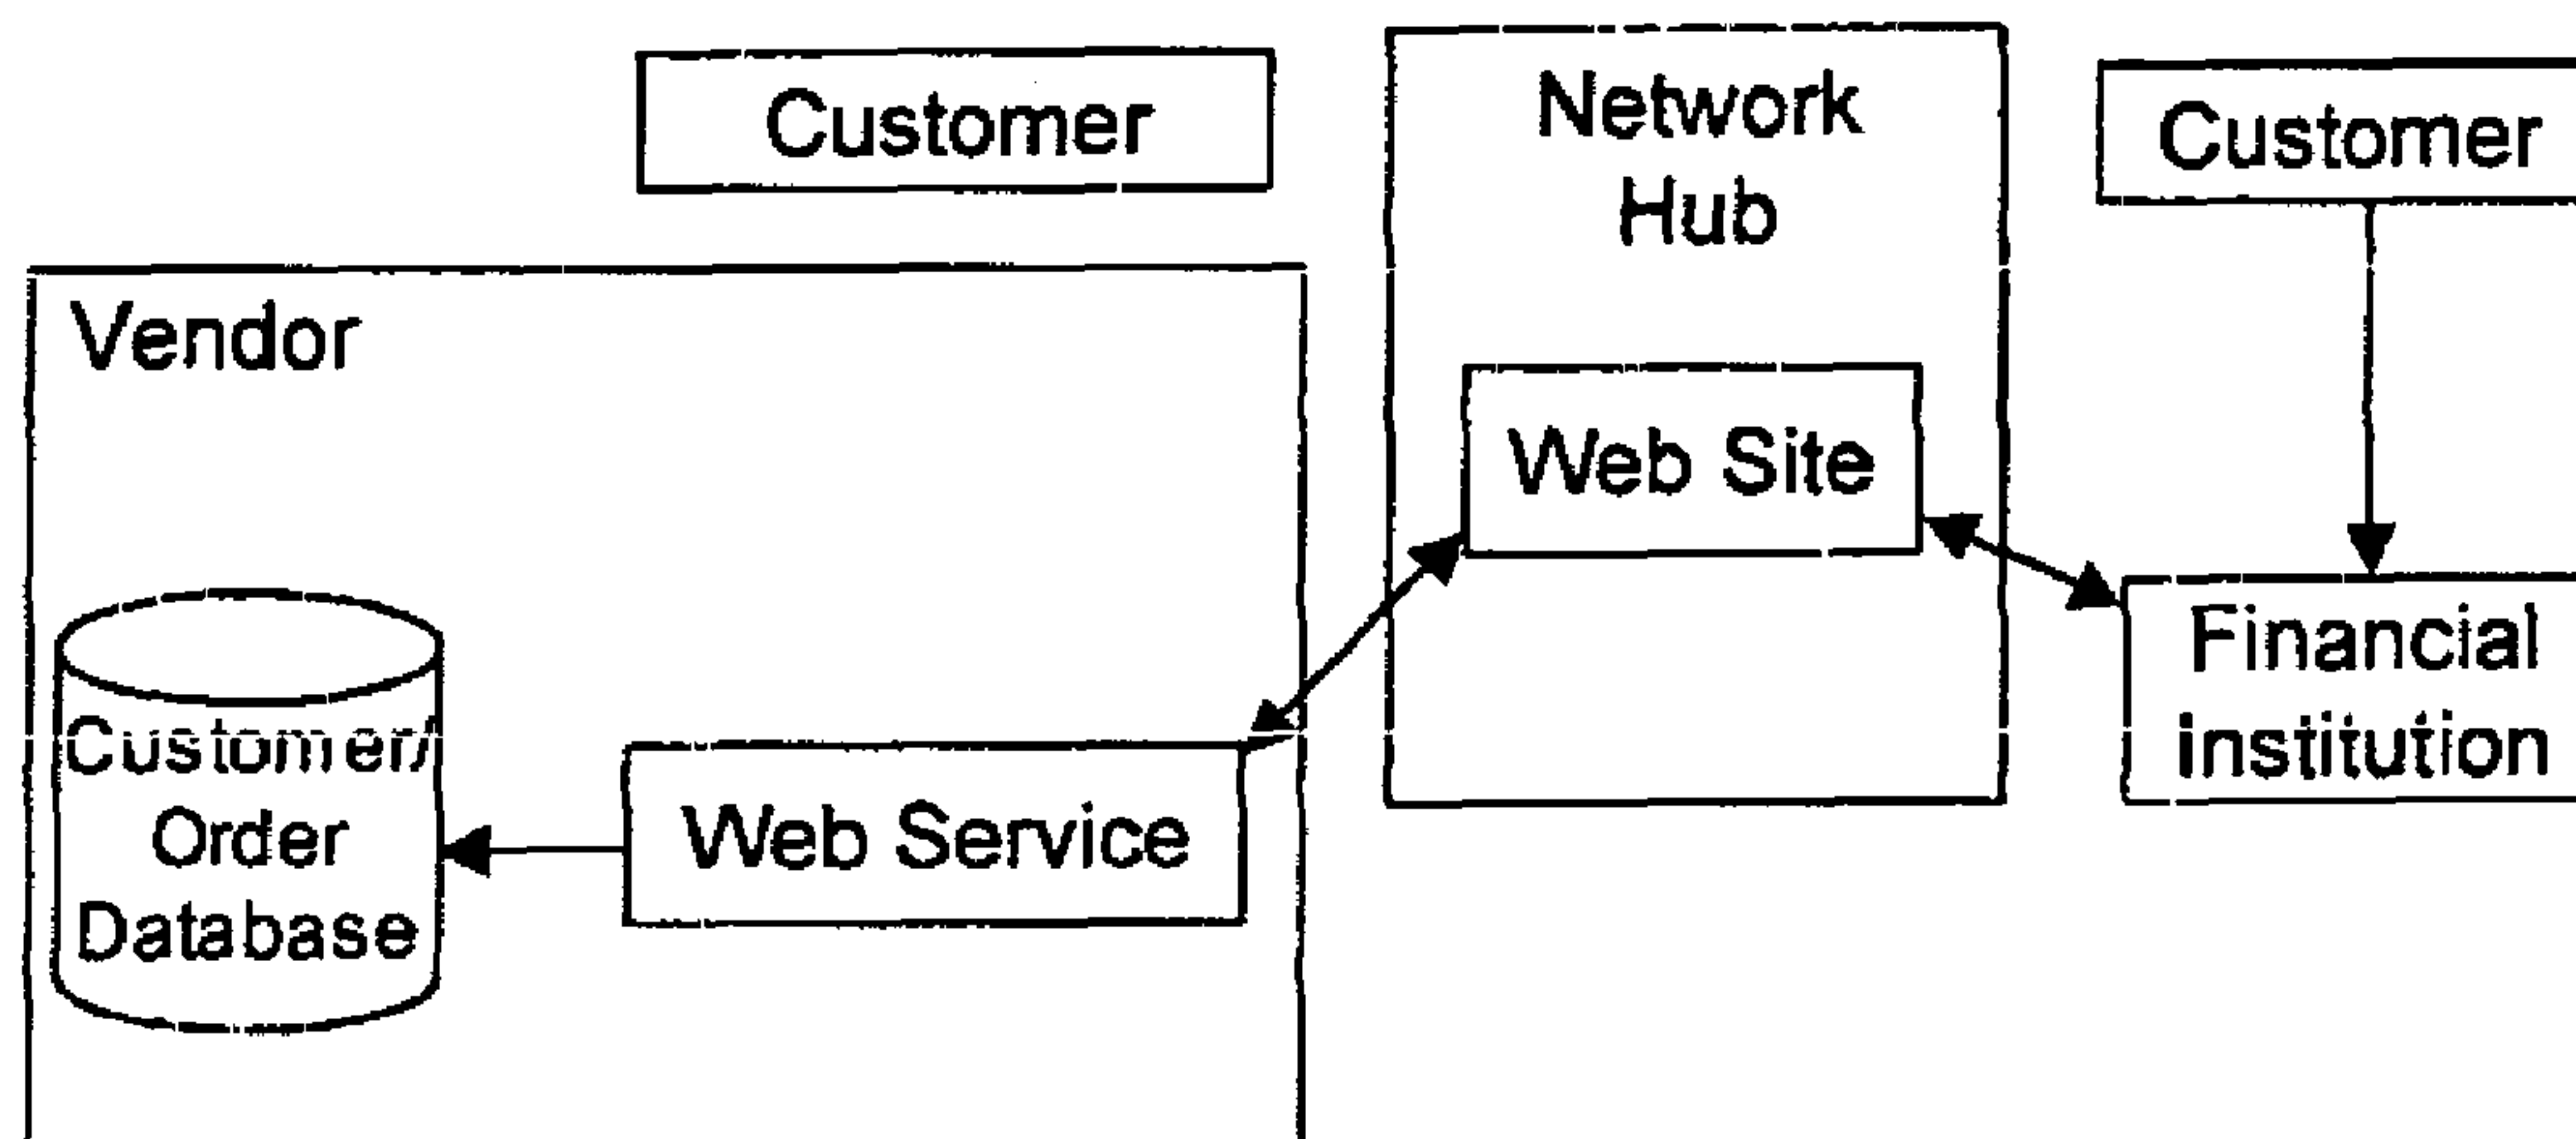 Customer
Network
Hub
Customer
Vendor
Web Site
Financial
institution
Customer/
Order
Database
Web Service